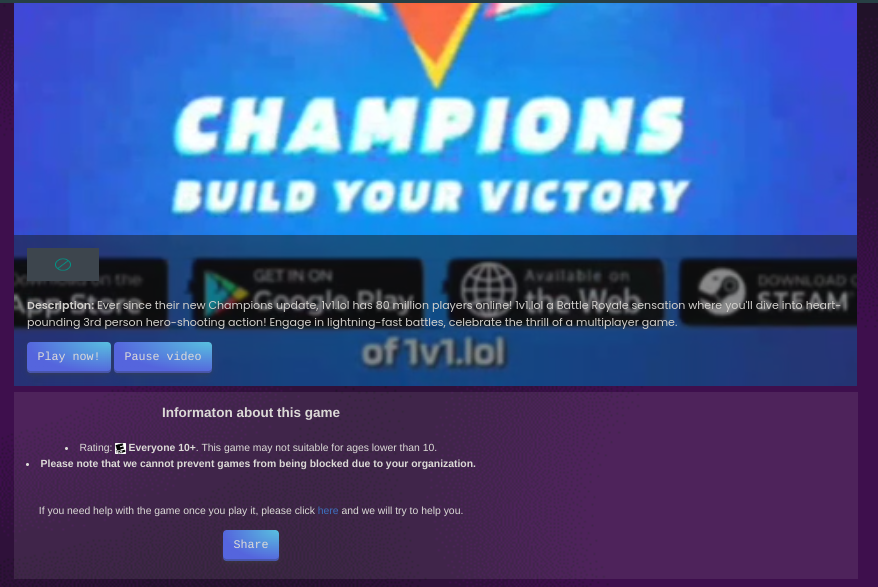 CHAMPIONS
BUILD YOUR VICTORY
Download on the
App Store
GET IN ON
Google Play
Available on
the Web
DOWNLOAD
STEAM
Description: Ever since their new Champions update, 1v1.lol has 80 million players online! 1v1.lol a Battle Royale sensation where you'll dive into heart-
pounding 3rd person hero-shooting action! Engage in lightning-fast battles, celebrate the thrill of a multiplayer game.
of 1v1.lol
Play now! Pause video
Informaton about this game
• Rating: Everyone 10+. This game may not suitable for ages lower than 10.
• Please note that we cannot prevent games from being blocked due to your organization.
If you need help with the game once you play it, please click here and we will try to help you.
Share